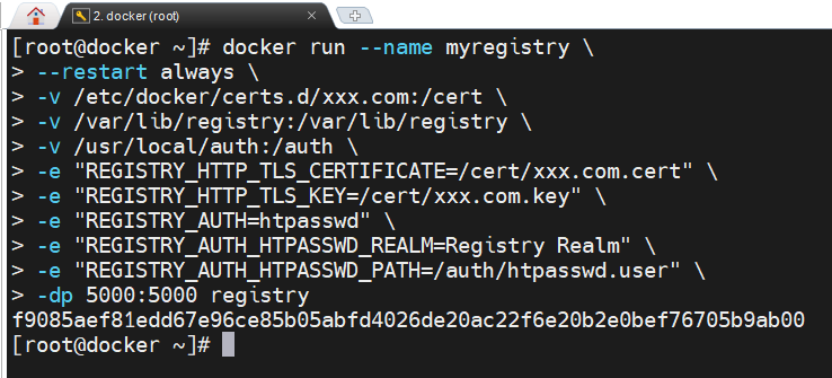 2. docker (root)
[root@docker ~]# docker run --name myregistry \
> --restart always \
> -v /etc/docker/certs.d/xxx.com:/cert \
> -v /var/lib/registry:/var/lib/registry \
> -v /usr/local/auth:/auth \
> -e "REGISTRY_HTTP_TLS_CERTIFICATE=/cert/xxx.com.cert" \
> -e "REGISTRY_HTTP_TLS_KEY=/cert/xxx.com.key" \
> -e "REGISTRY_AUTH=htpasswd" \
> -e "REGISTRY_AUTH_HTPASSWD_REALM=Registry Realm" \
> -e "REGISTRY_AUTH_HTPASSWD_PATH=/auth/htpasswd.user" \
> -dp 5000:5000 registry
f9085aef81edd67e96ce85b05abfd4026de20ac22f6e20b2e0bef76705b9ab00
[root@docker ~]#